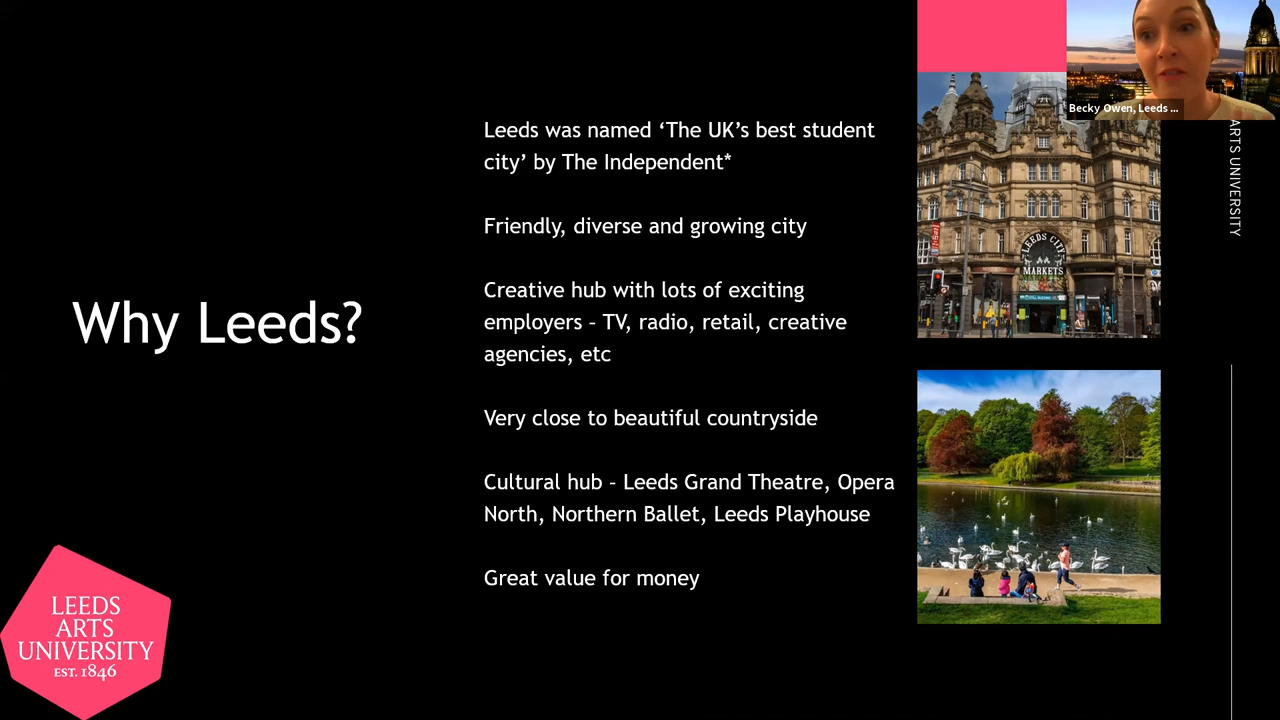 Why Leeds?
Leeds was named ‘The UK’s best student
city’ by The Independent*
Friendly, diverse and growing city
Creative hub with lots of exciting
employers – TV, radio, retail, creative
agencies, etc
Very close to beautiful countryside
Cultural hub – Leeds Grand Theatre, Opera
North, Northern Ballet, Leeds Playhouse
Great value for money
LEEDS CITY
MARKETS
Becky Owen, Leeds ...
ARTS UNIVERSITY
LEEDS
ARTS
UNIVERSITY
EST. 1846